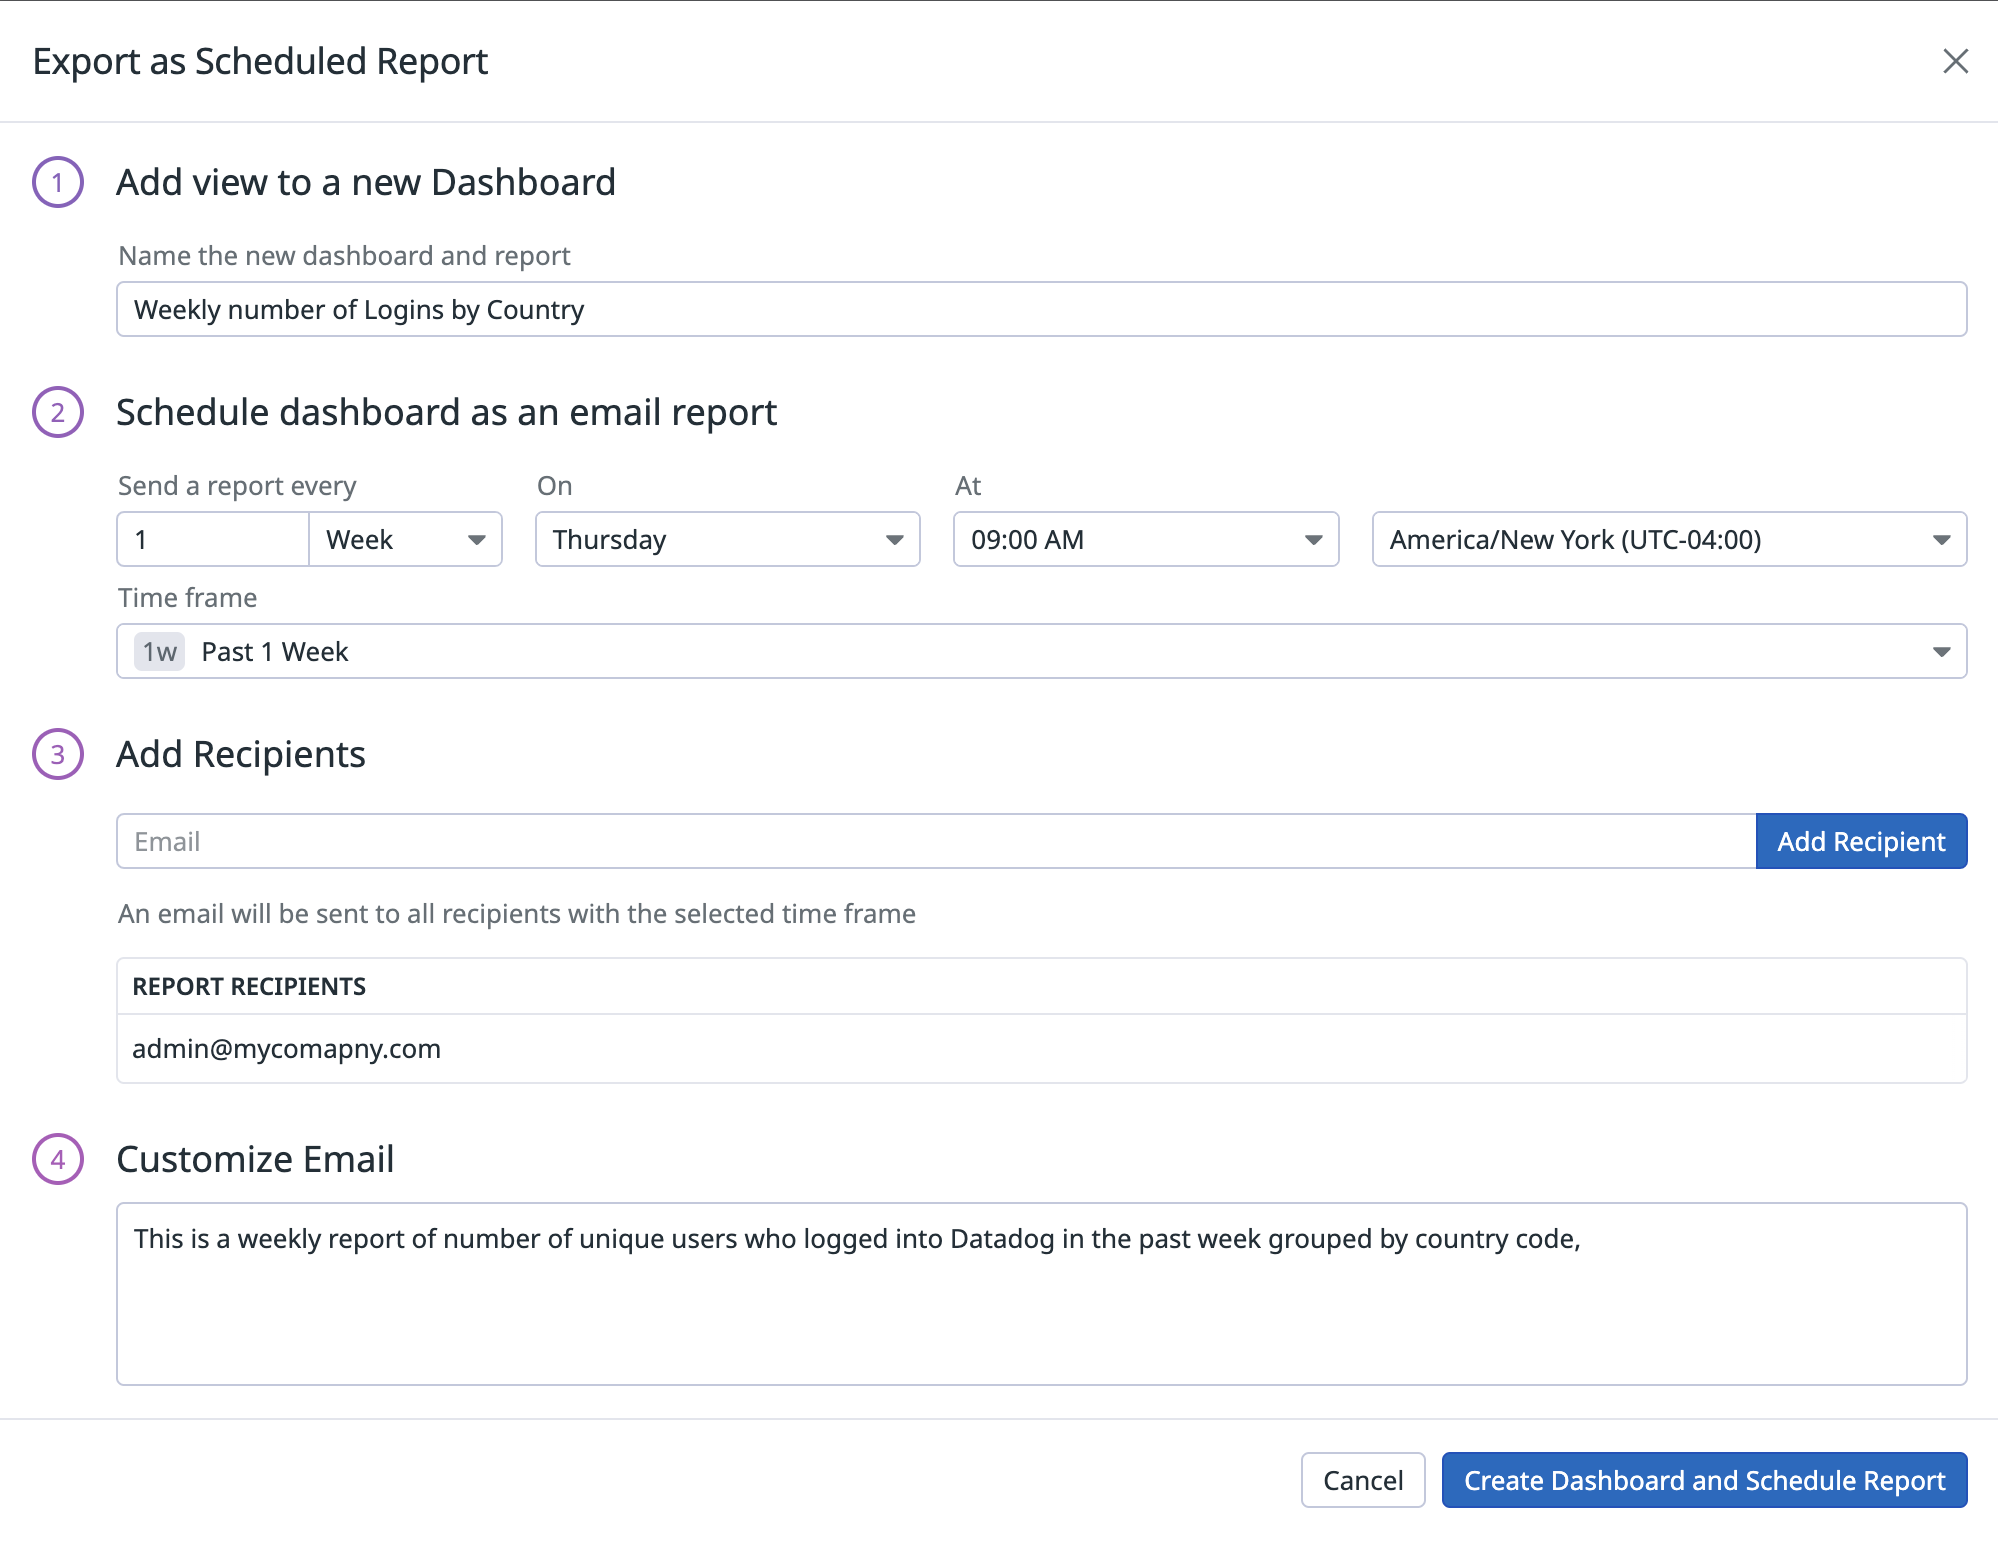 Export as Scheduled Report
1 Add view to a new Dashboard
Name the new dashboard and report
Weekly number of Logins by Country
2 Schedule dashboard as an email report
Send a report every On At
1 Week Thursday 09:00 AM America/New York (UTC-04:00)
Time frame
1w Past 1 Week
3 Add Recipients
Email Add Recipient
An email will be sent to all recipients with the selected time frame
REPORT RECIPIENTS
admin@mycomapny.com
4 Customize Email
This is a weekly report of number of unique users who logged into Datadog in the past week grouped by country code,
Cancel Create Dashboard and Schedule Report